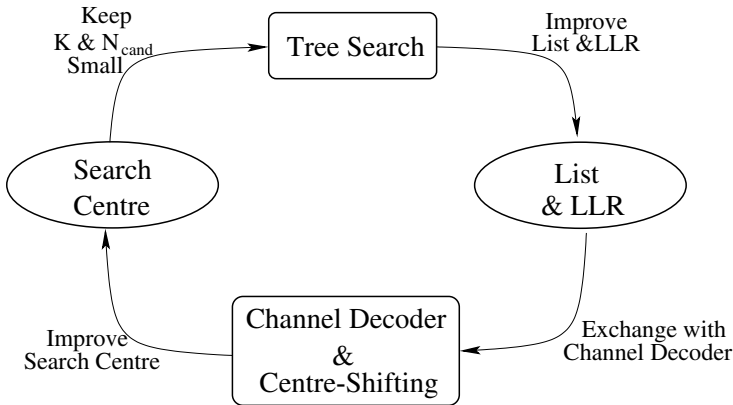 Keep
K & N_cand
Small
Tree Search
Improve
List &LLR
Search
Centre
List
& LLR
Channel Decoder
&
Centre-Shifting
Improve
Search Centre
Exchange with
Channel Decoder